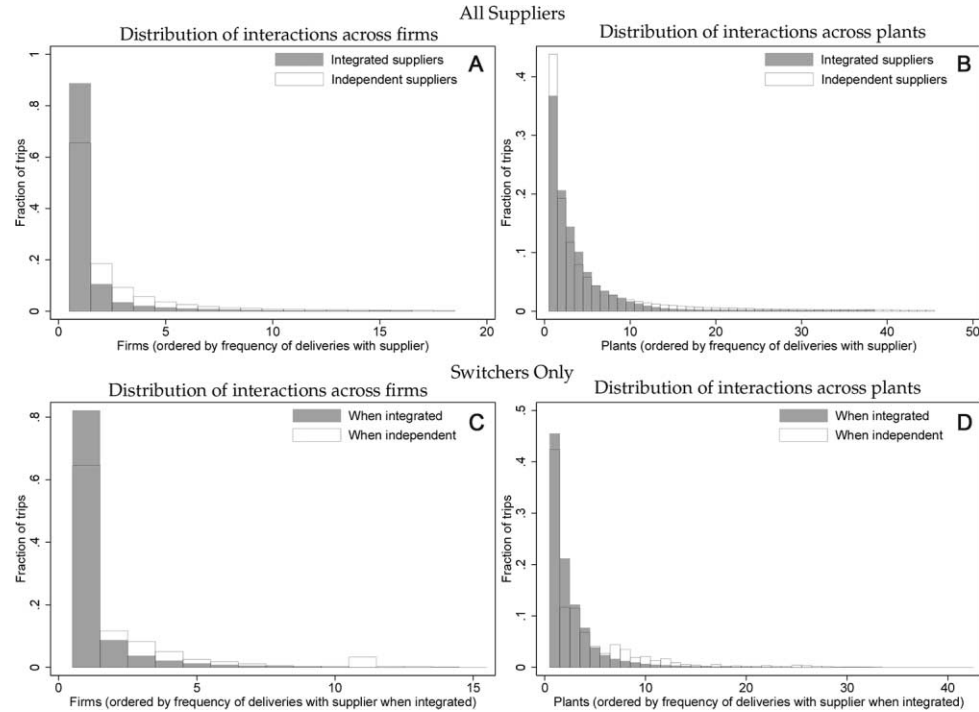 All Suppliers
Distribution of interactions across firms
Integrated suppliers
Independent suppliers
A
Fraction of trips
1
.8
.6
.4
.2
0
0 5 10 15 20
Firms (ordered by frequency of deliveries with supplier)
Distribution of interactions across plants
Integrated suppliers
Independent suppliers
B
Fraction of trips
.4
.3
.2
.1
0
0 10 20 30 40 50
Plants (ordered by frequency of deliveries with supplier)
Switchers Only
Distribution of interactions across firms
When integrated
When independent
C
Fraction of trips
.8
.6
.4
.2
0
0 5 10 15
Firms (ordered by frequency of deliveries with supplier when integrated)
Distribution of interactions across plants
When integrated
When independent
D
Fraction of trips
.5
.4
.3
.2
.1
0
0 10 20 30 40
Plants (ordered by frequency of deliveries with supplier when integrated)